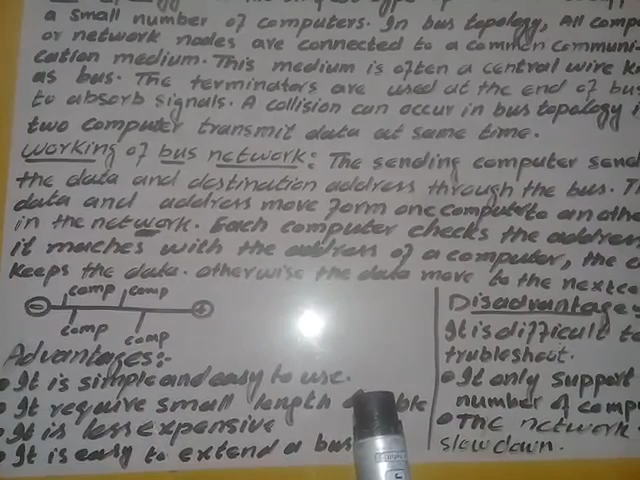 a small number of computers. In bus topology, All comp
or network nodes are connected to a common communi-
cation medium. This medium is often a central wire k
as bus. The terminators are used at the end of bus
to absorb signals. A collision can occur in bus topology i
two computer transmit data at same time.
Working of bus network: The sending computer send
the data and destination address through the bus. T
data and address move form one computer to an othe
in the network. Each computer checks the address
it maches with the address of a computer, the c
keeps the data. otherwise the data move to the next co
comp comp
comp comp
Advantages:-
It is simple and easy to use.
It require small length
It is less expensive
It is easy to extend a bus
Disadvantages
It is difficult to
trubleshoot.
It only support
number of compu
The network
slow down.